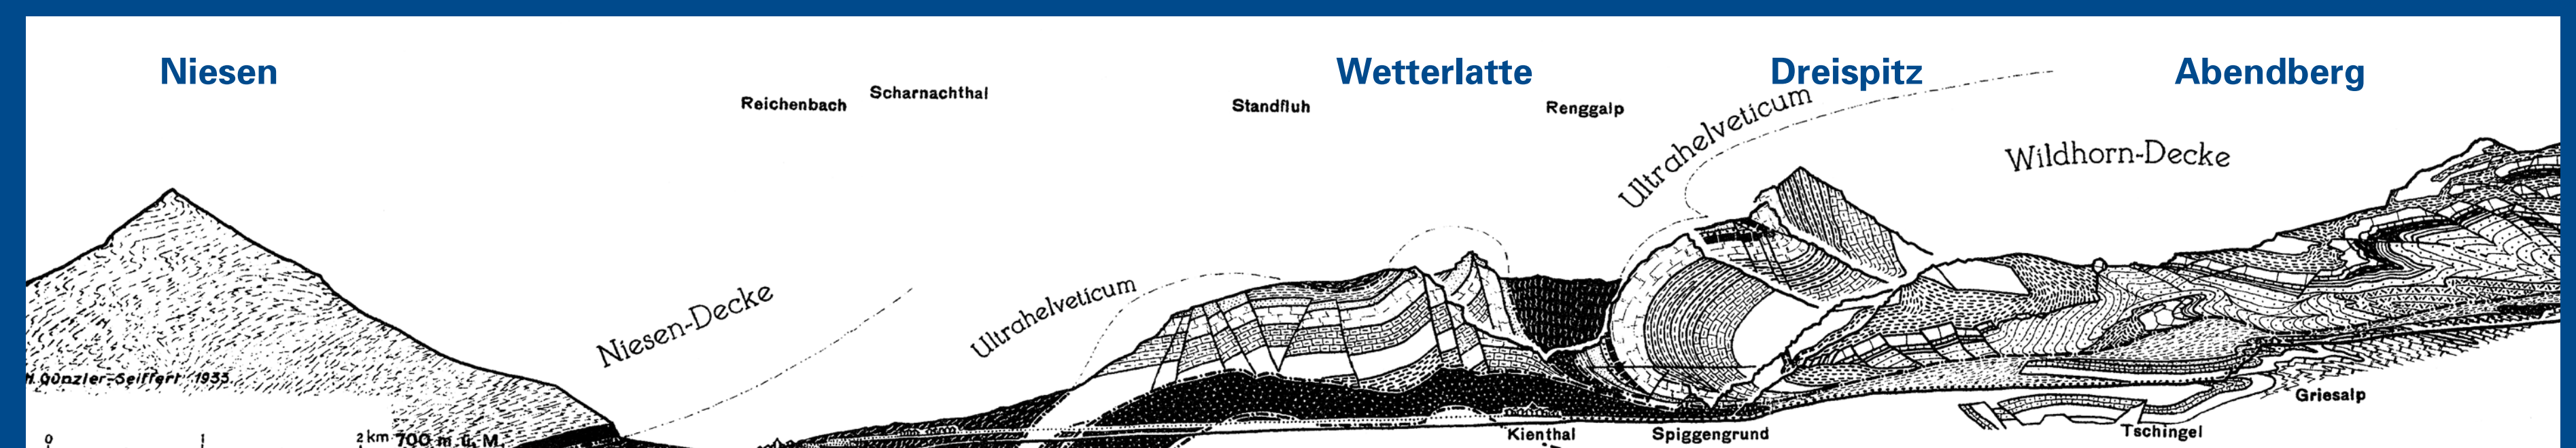 Niesen
Wetterlatte
Dreispitz
Abendberg
Reichenbach
Scharnachthal
Standfluh
Renggalp
Ultrahelveticum
Wildhorn-Decke
Niesen-Decke
Ultrahelveticum
H. Günzler-Seiffert 1933.
Griesalp
0 1 2 km 700 m ü. M.
Kienthal
Spiggengrund
Tschingel